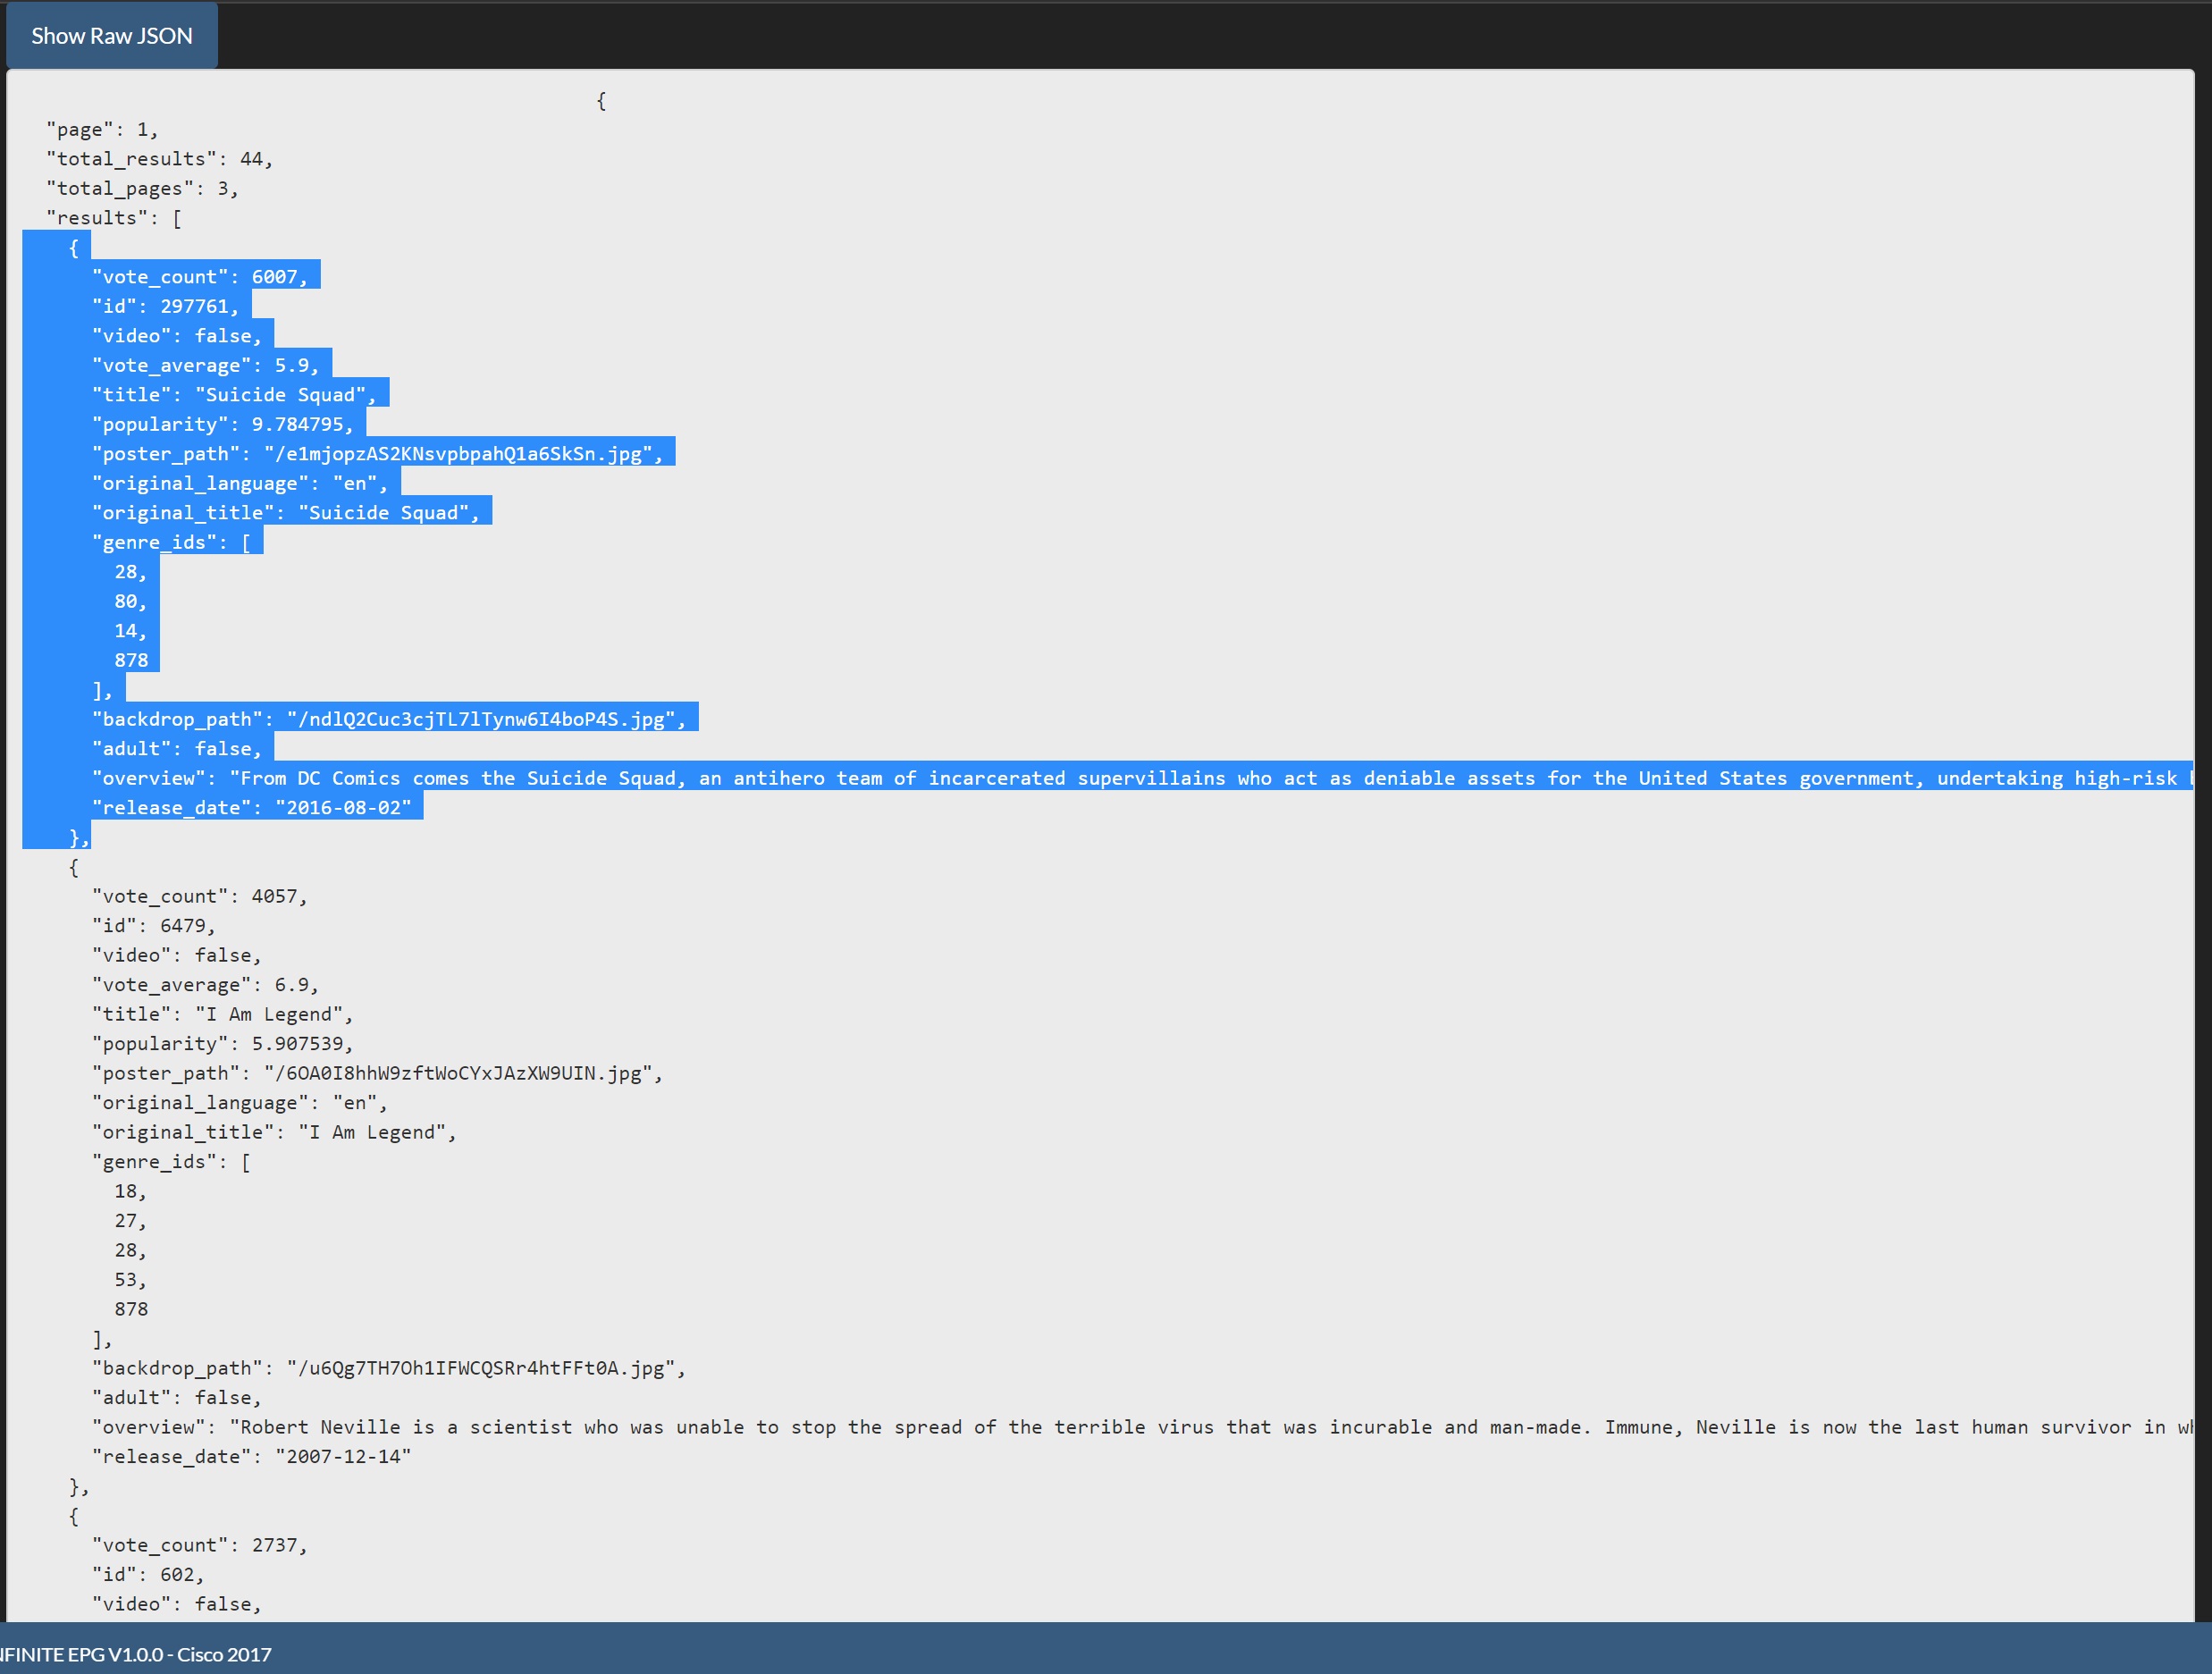 Show Raw JSON
{
"page": 1,
"total_results": 44,
"total_pages": 3,
"results": [
{
"vote_count": 6007,
"id": 297761,
"video": false,
"vote_average": 5.9,
"title": "Suicide Squad",
"popularity": 9.784795,
"poster_path": "/e1mjopzAS2KNsvpbpahQ1a6SkSn.jpg",
"original_language": "en",
"original_title": "Suicide Squad",
"genre_ids": [
28,
80,
14,
878
],
"backdrop_path": "/ndlQ2Cuc3cjTL7lTynw6I4boP4S.jpg",
"adult": false,
"overview": "From DC Comics comes the Suicide Squad, an antihero team of incarcerated supervillains who act as deniable assets for the United States government, undertaking high-risk
"release_date": "2016-08-02"
},
{
"vote_count": 4057,
"id": 6479,
"video": false,
"vote_average": 6.9,
"title": "I Am Legend",
"popularity": 5.907539,
"poster_path": "/6OA0I8hhW9zftWoCYxJAzXW9UIN.jpg",
"original_language": "en",
"original_title": "I Am Legend",
"genre_ids": [
18,
27,
28,
53,
878
],
"backdrop_path": "/u6Qg7TH7Oh1IFWCQSRr4htFFt0A.jpg",
"adult": false,
"overview": "Robert Neville is a scientist who was unable to stop the spread of the terrible virus that was incurable and man-made. Immune, Neville is now the last human survivor in
"release_date": "2007-12-14"
},
{
"vote_count": 2737,
"id": 602,
"video": false,
NFINITE EPG V1.0.0 - Cisco 2017